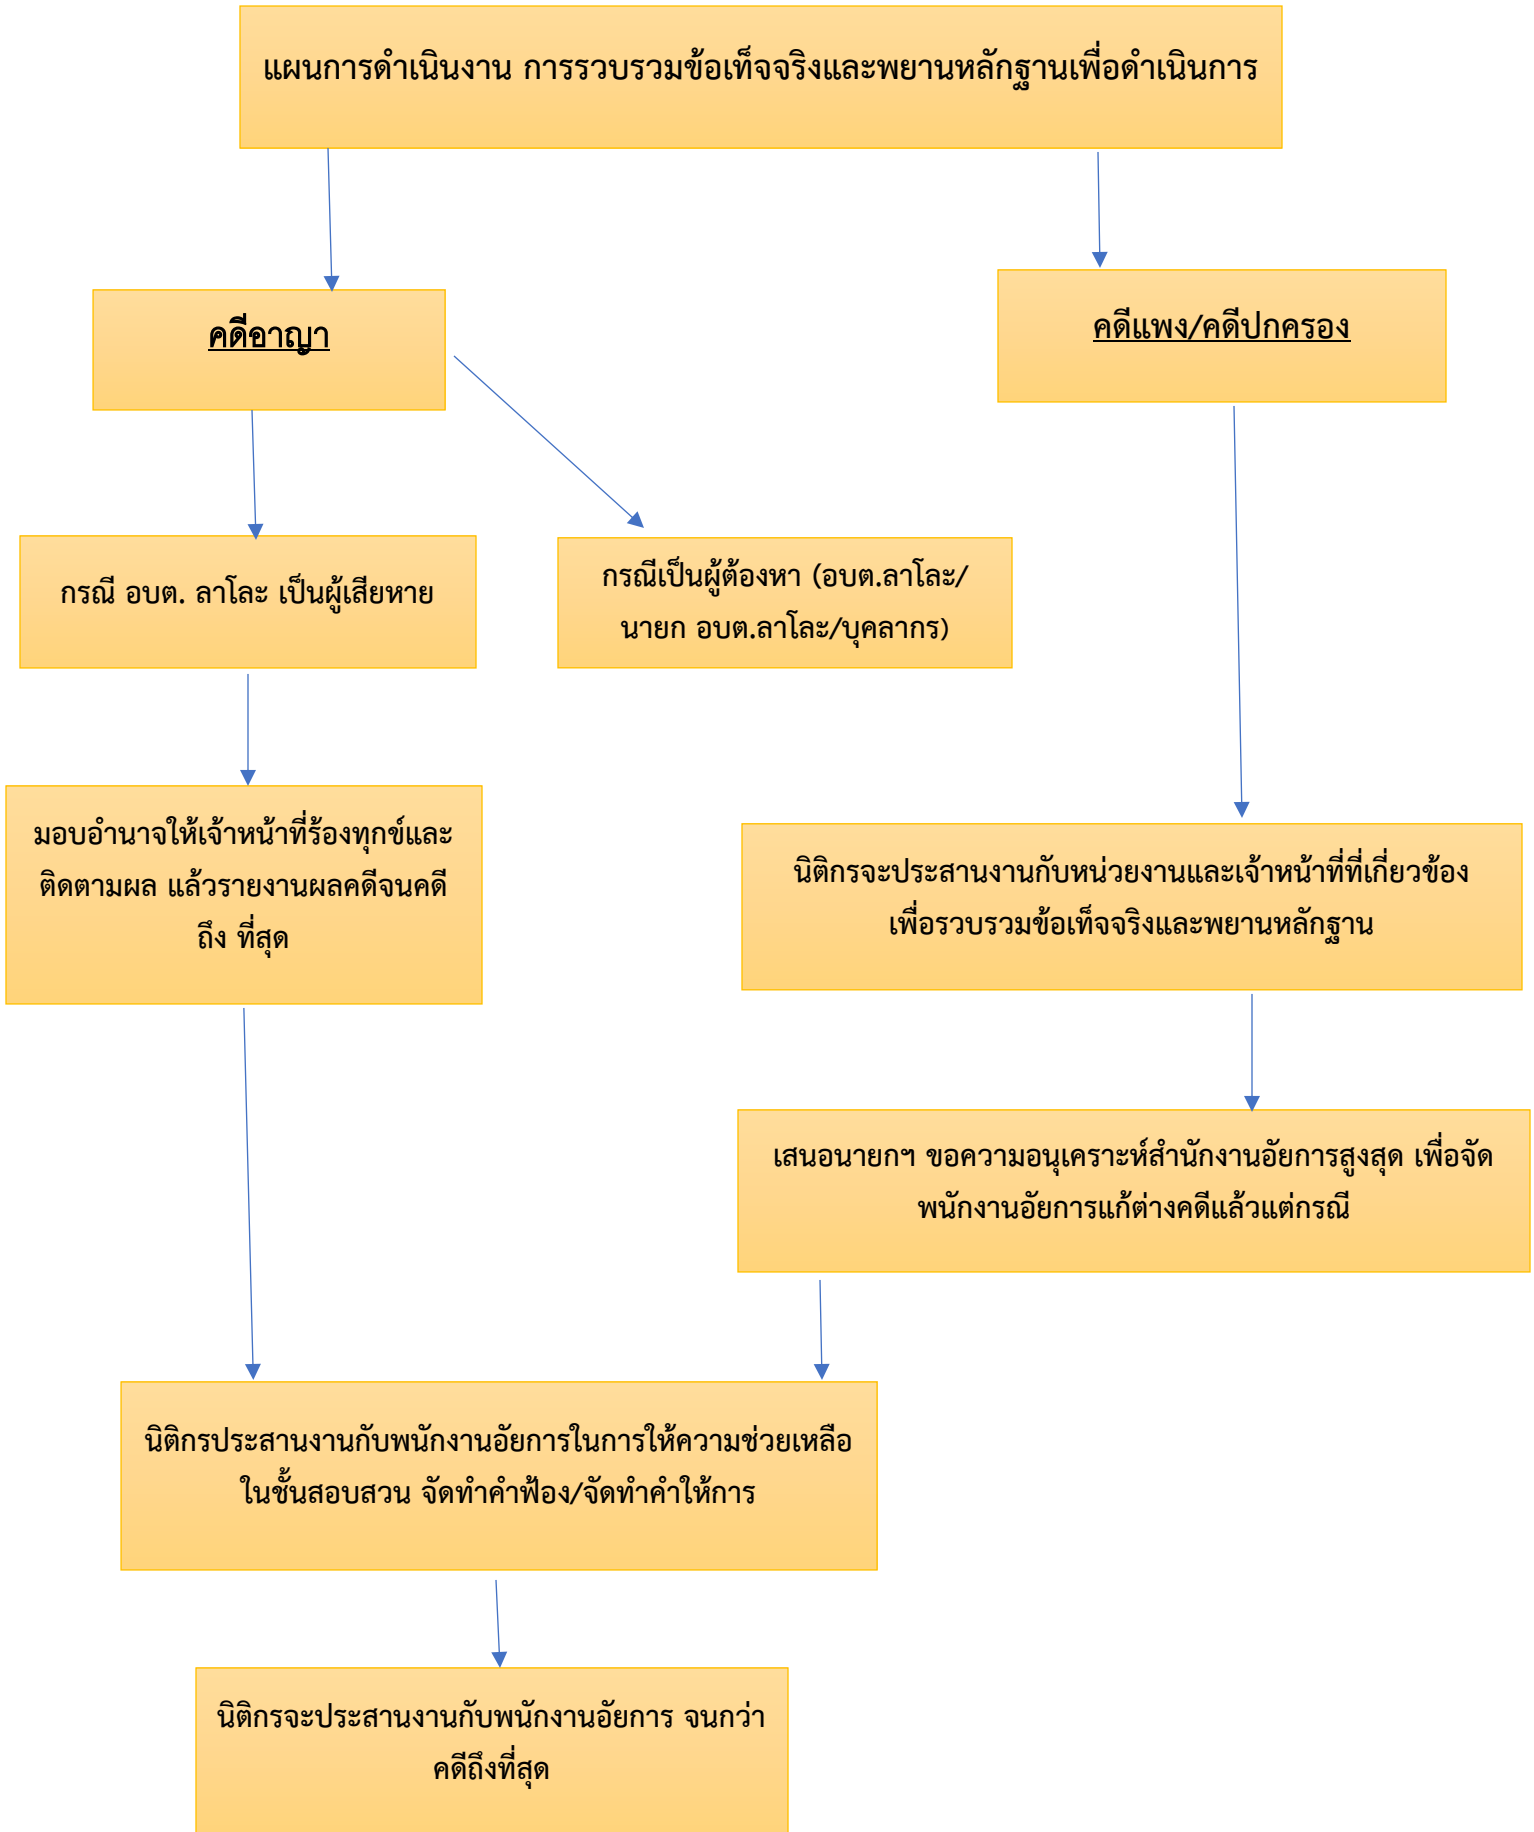 แผนการดำเนินงาน การรวบรวมข้อเท็จจริงและพยานหลักฐานเพื่อดำเนินการ
คดีอาญา
คดีแพง/คดีปกครอง
กรณี อบต. ลาโละ เป็นผู้เสียหาย
กรณีเป็นผู้ต้องหา (อบต.ลาโละ/
นายก อบต.ลาโละ/บุคลากร)
มอบอำนาจให้เจ้าหน้าที่ร้องทุกข์และ
ติดตามผล แล้วรายงานผลคดีจนคดี
ถึง ที่สุด
นิติกรจะประสานงานกับหน่วยงานและเจ้าหน้าที่ที่เกี่ยวข้อง
เพื่อรวบรวมข้อเท็จจริงและพยานหลักฐาน
เสนอนายกฯ ขอความอนุเคราะห์สำนักงานอัยการสูงสุด เพื่อจัด
พนักงานอัยการแก้ต่างคดีแล้วแต่กรณี
นิติกรประสานงานกับพนักงานอัยการในการให้ความช่วยเหลือ
ในชั้นสอบสวน จัดทำคำฟ้อง/จัดทำคำให้การ
นิติกรจะประสานงานกับพนักงานอัยการ จนกว่า
คดีถึงที่สุด